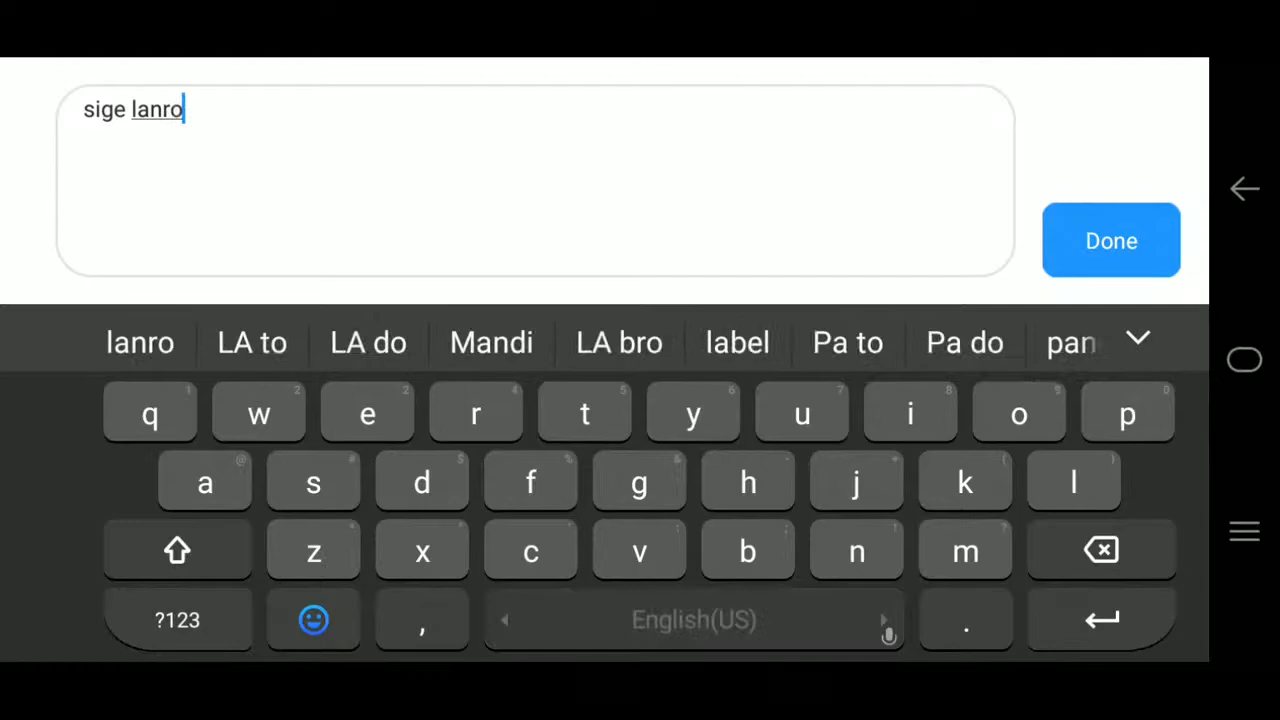 sige lanro
Done
lanro LA to LA do Mandi LA bro label Pa to Pa do pan
q w e r t y u i o p
a s d f g h j k l
z x c v b n m
?123 , English(US) .